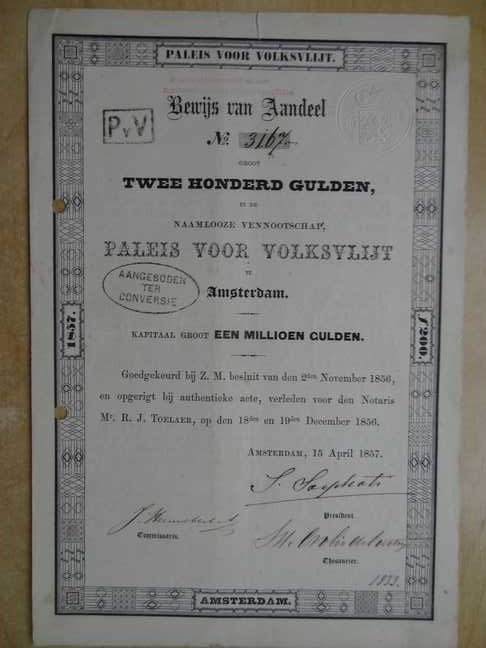 PALEIS VOOR VOLKSVLIJT.
Bewijs van Aandeel
PvV
No. 3167
GROOT
TWEE HONDERD GULDEN,
IN DE
NAAMLOOZE VENNOOTSCHAP,
PALEIS VOOR VOLKSVLIJT
TE
AANGEBODEN
TER
CONVERSIE
Amsterdam.
KAPITAAL GROOT EEN MILLIOEN GULDEN.
1857.
ƒ200.
Goedgekeurd bij Z. M. besluit van den 2den November 1856,
en opgerigt bij authentieke acte, verleden voor den Notaris
Mr. R. J. TOELAER, op den 18den en 19den December 1856.
AMSTERDAM, 15 April 1857.
S. Sarphati
President.
Commissaris.
Thesaurier.
AMSTERDAM.